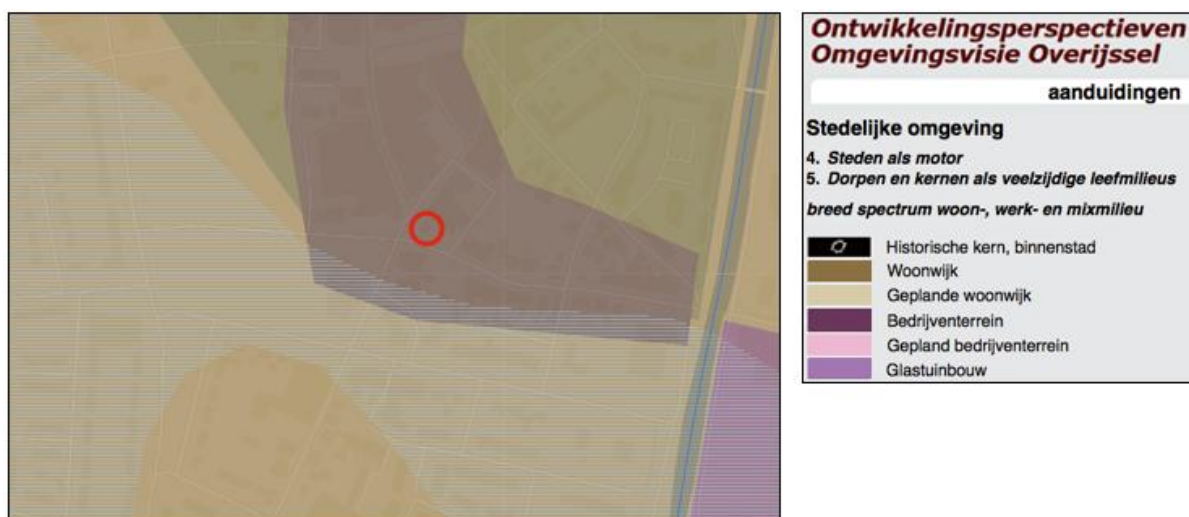 Ontwikkelingsperspectieven
Omgevingsvisie Overijssel
aanduidingen
Stedelijke omgeving
4. Steden als motor
5. Dorpen en kernen als veelzijdige leefmilieus
breed spectrum woon-, werk- en mixmilieu
Historische kern, binnenstad
Woonwijk
Geplande woonwijk
Bedrijventerrein
Gepland bedrijventerrein
Glastuinbouw